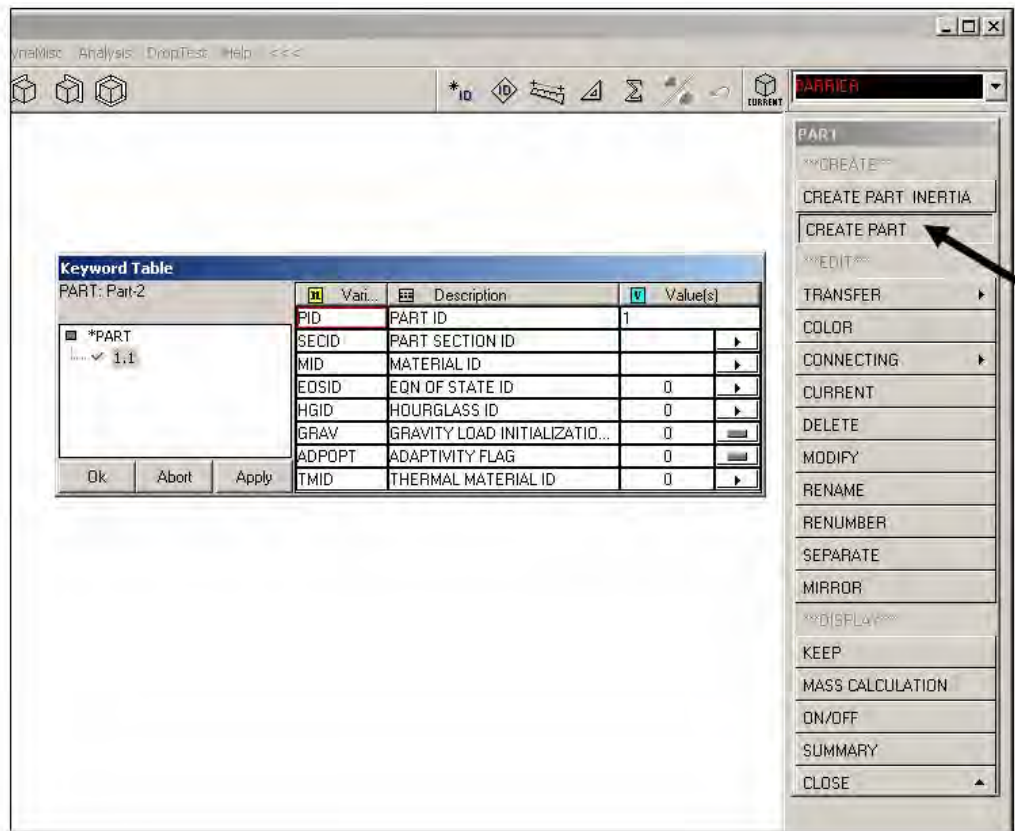 ynaMisc Analysis DropTest Help <<<
*ID ID Σ CURRENT BARRIER
PART
***CREATE***
CREATE PART INERTIA
CREATE PART
***EDIT***
TRANSFER
COLOR
CONNECTING
CURRENT
DELETE
MODIFY
RENAME
RENUMBER
SEPARATE
MIRROR
***DISPLAY***
KEEP
MASS CALCULATION
ON/OFF
SUMMARY
CLOSE
Keyword Table
PART: Part-2
*PART
1,1
Ok Abort Apply
n Vari... Description V Value(s)
PID PART ID 1
SECID PART SECTION ID
MID MATERIAL ID
EOSID EQN OF STATE ID 0
HGID HOURGLASS ID 0
GRAV GRAVITY LOAD INITIALIZATIO... 0
ADPOPT ADAPTIVITY FLAG 0
TMID THERMAL MATERIAL ID 0